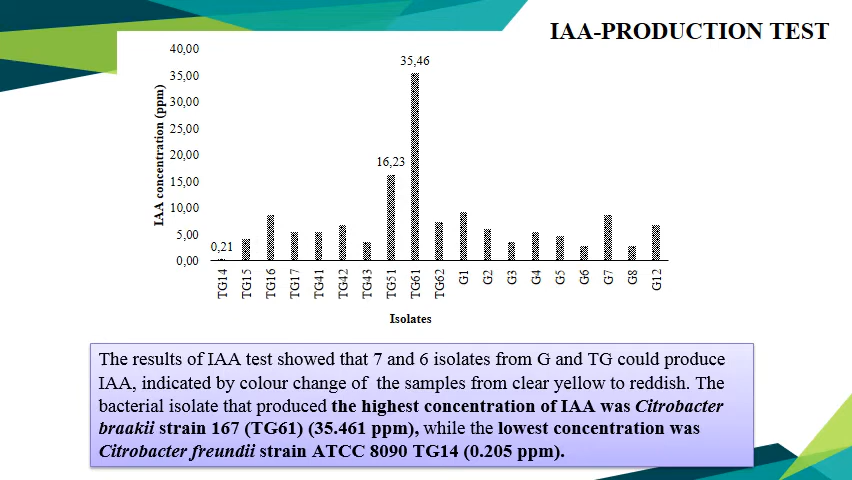 IAA-PRODUCTION TEST
40,00
35,00
30,00
25,00
20,00
15,00
10,00
5,00
0,00
IAA concentration (ppm)
0,21
16,23
35,46
TG14
TG15
TG16
TG17
TG41
TG42
TG43
TG51
TG61
TG62
G1
G2
G3
G4
G5
G6
G7
G8
G12
Isolates
The results of IAA test showed that 7 and 6 isolates from G and TG could produce
IAA, indicated by colour change of the samples from clear yellow to reddish. The
bacterial isolate that produced the highest concentration of IAA was Citrobacter
braakii strain 167 (TG61) (35.461 ppm), while the lowest concentration was
Citrobacter freundii strain ATCC 8090 TG14 (0.205 ppm).